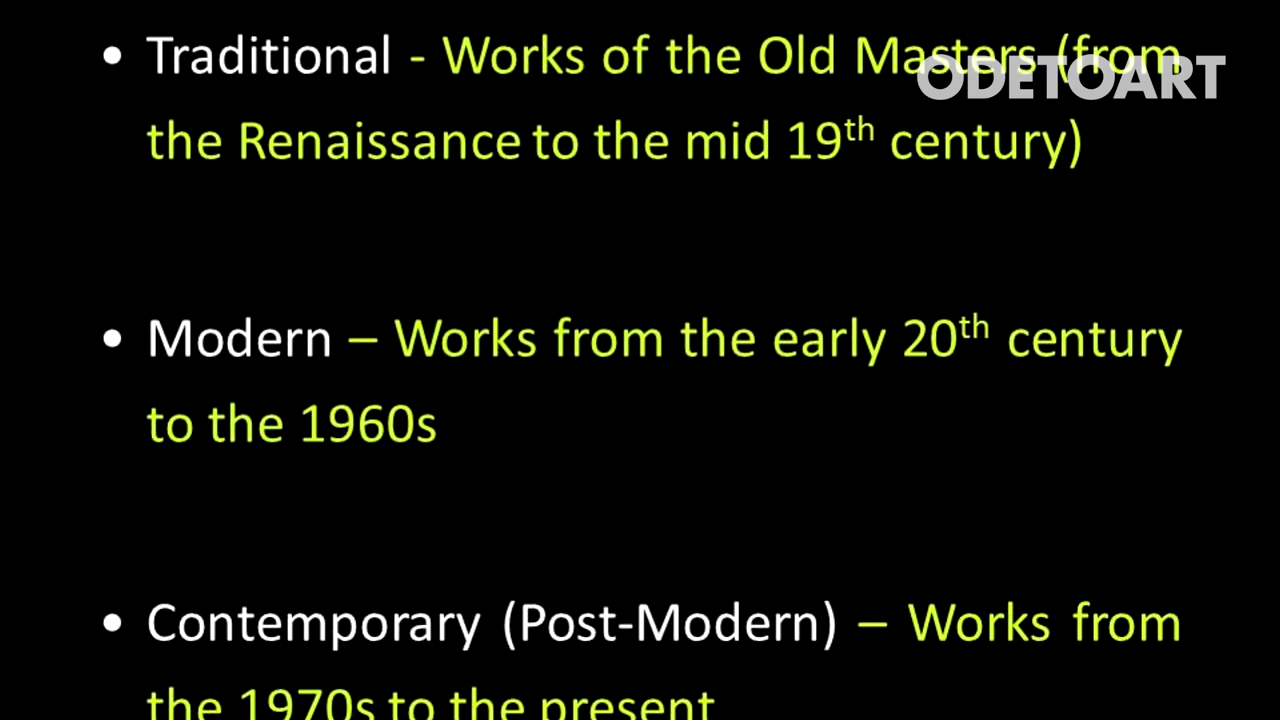 • Traditional - Works of the Old Masters (from
ODETOART
the Renaissance to the mid 19th century)
• Modern – Works from the early 20th century
to the 1960s
• Contemporary (Post-Modern) – Works from
the 1970s to the present